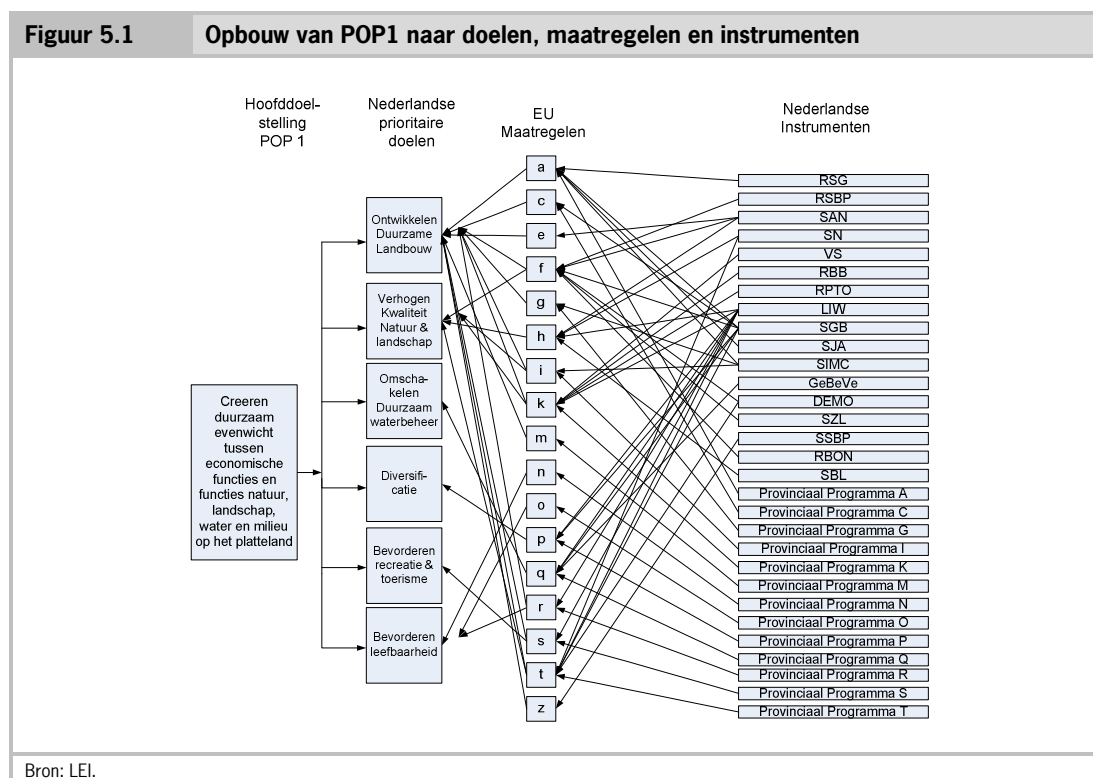 Figuur 5.1 Opbouw van POP1 naar doelen, maatregelen en instrumenten
Hoofddoel-
stelling
POP 1
Nederlandse
prioritaire
doelen
EU
Maatregelen
Nederlandse
Instrumenten
Creeren
duurzaam
evenwicht
tussen
economische
functies en
functies natuur,
landschap,
water en milieu
op het platteland
Ontwikkelen
Duurzame
Landbouw
Verhogen
Kwaliteit
Natuur &
landschap
Omscha-
kelen
Duurzaam
waterbeheer
Diversifi-
catie
Bevorderen
recreatie &
toerisme
Bevorderen
leefbaarheid
a
c
e
f
g
h
i
k
m
n
o
p
q
r
s
t
z
RSG
RSBP
SAN
SN
VS
RBB
RPTO
LIW
SGB
SJA
SIMC
GeBeVe
DEMO
SZL
SSBP
RBON
SBL
Provinciaal Programma A
Provinciaal Programma C
Provinciaal Programma G
Provinciaal Programma I
Provinciaal Programma K
Provinciaal Programma M
Provinciaal Programma N
Provinciaal Programma O
Provinciaal Programma P
Provinciaal Programma Q
Provinciaal Programma R
Provinciaal Programma S
Provinciaal Programma T
Bron: LEI.